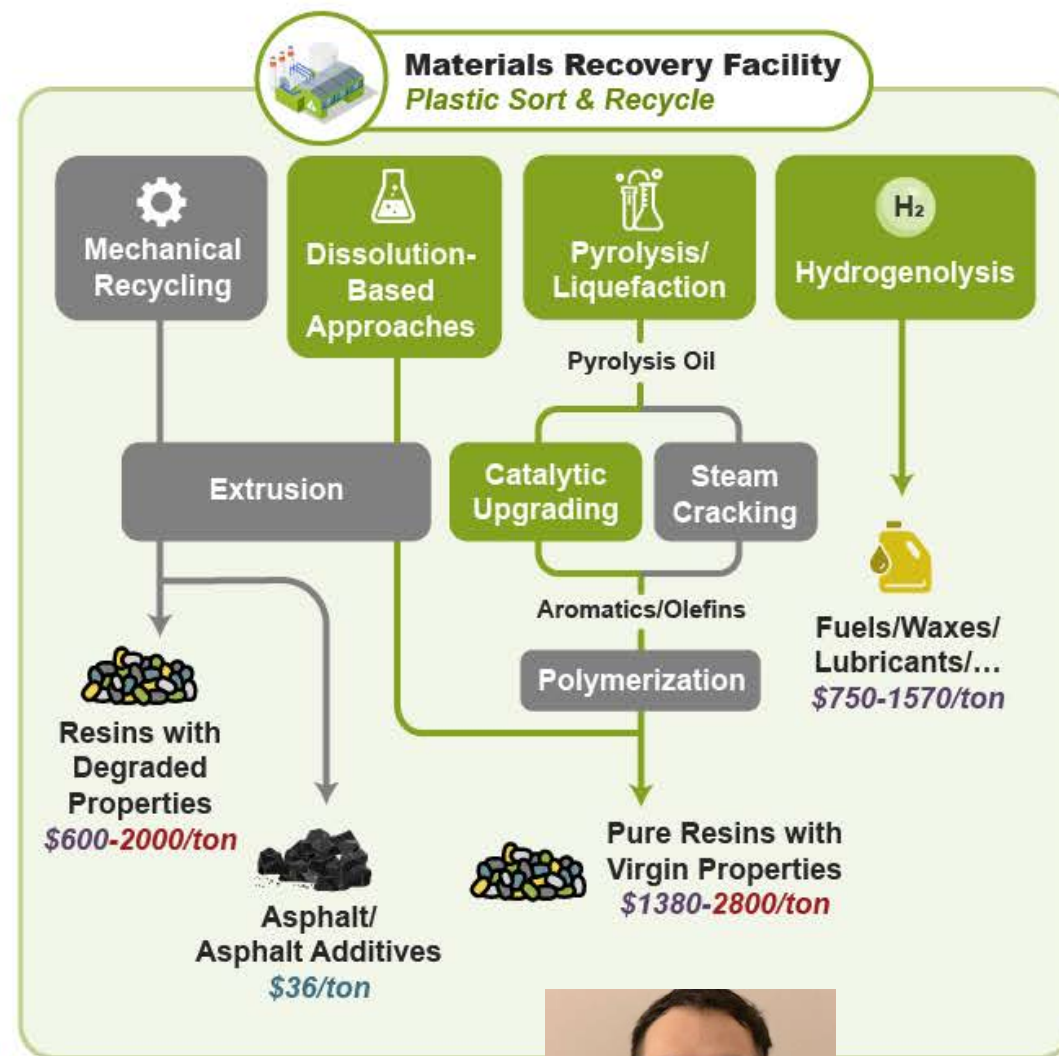 Materials Recovery Facility
Plastic Sort & Recycle
Mechanical
Recycling
Dissolution-
Based
Approaches
Pyrolysis/
Liquefaction
H₂
Hydrogenolysis
Pyrolysis Oil
Extrusion
Catalytic
Upgrading
Steam
Cracking
Aromatics/Olefins
Polymerization
Fuels/Waxes/
Lubricants/...
$750-1570/ton
Resins with
Degraded
Properties
$600-2000/ton
Asphalt/
Asphalt Additives
$36/ton
Pure Resins with
Virgin Properties
$1380-2800/ton